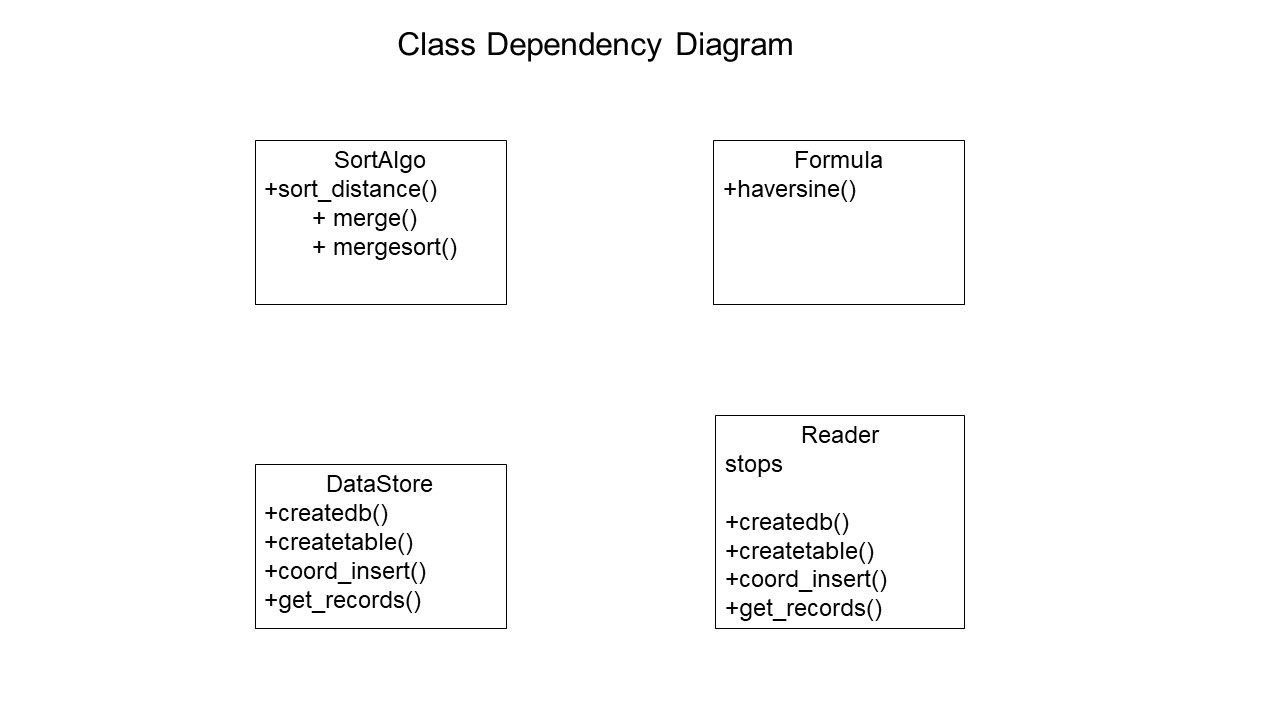 Class Dependency Diagram
SortAlgo
+sort_distance()
+ merge()
+ mergesort()
Formula
+haversine()
DataStore
+createdb()
+createtable()
+coord_insert()
+get_records()
Reader
stops
+createdb()
+createtable()
+coord_insert()
+get_records()